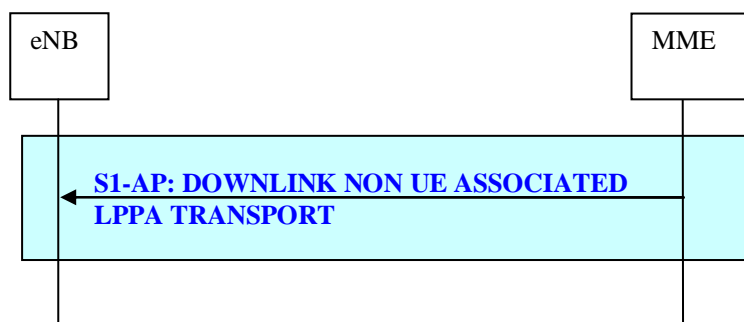 eNB
MME
S1-AP: DOWNLINK NON UE ASSOCIATED
LPPA TRANSPORT